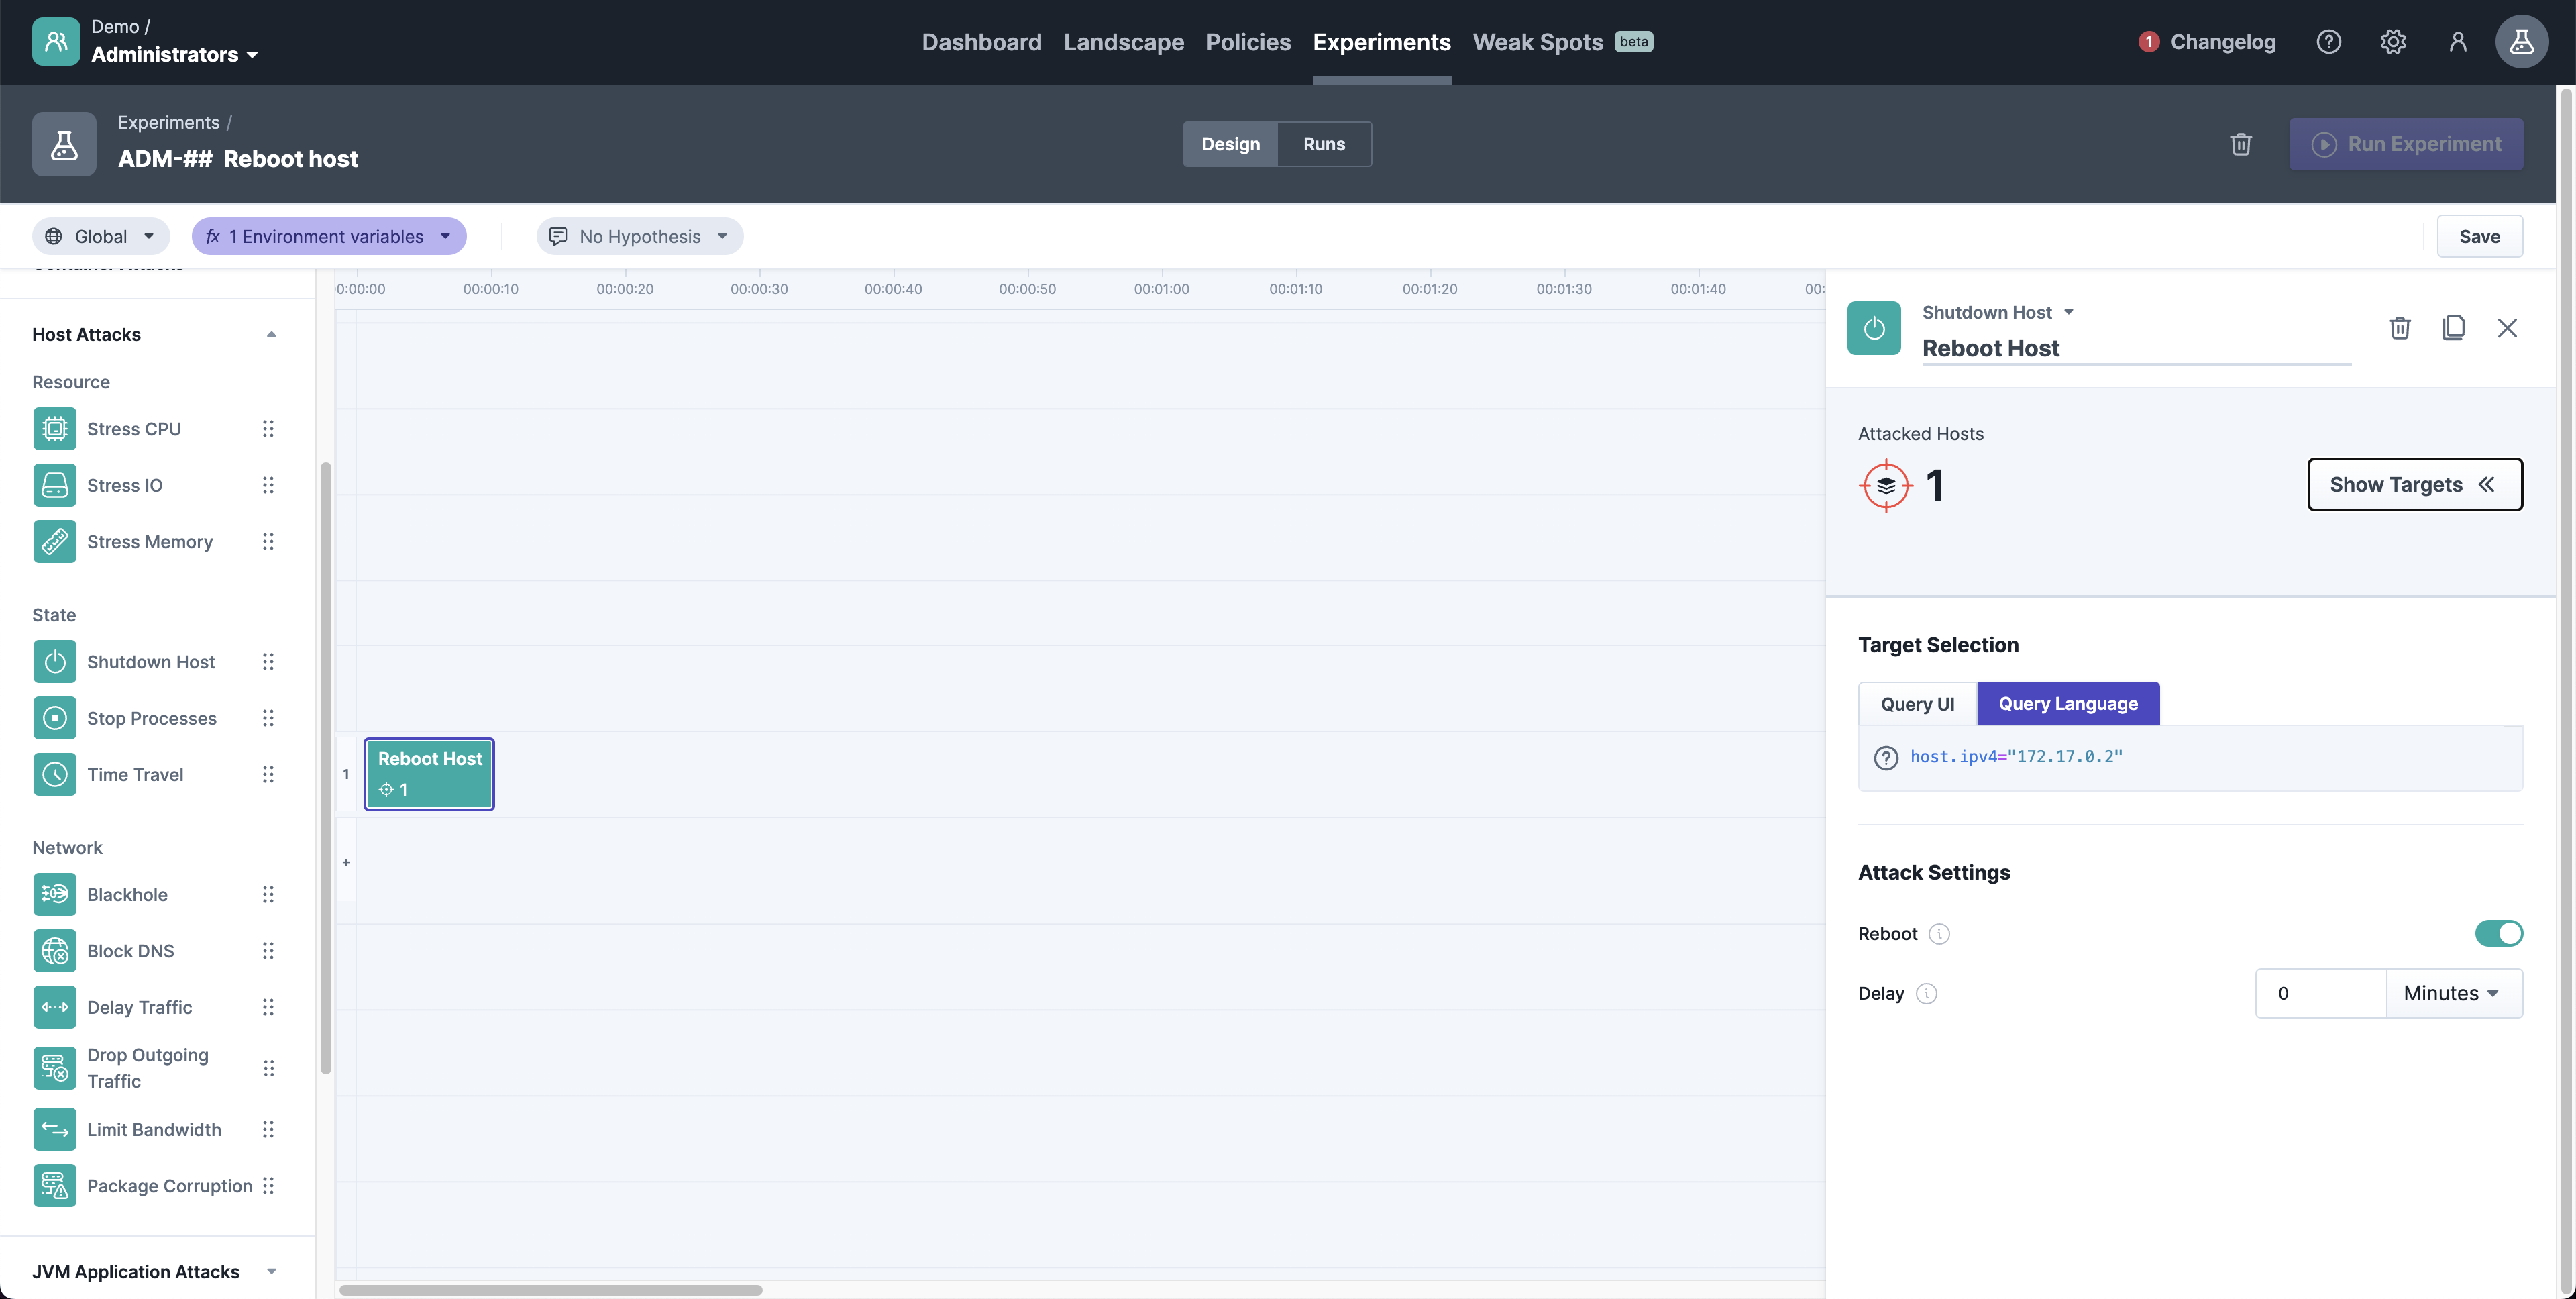 Demo /
Administrators
Dashboard Landscape Policies Experiments Weak Spots beta
1 Changelog
Experiments /
ADM-## Reboot host
Design Runs
Run Experiment
Global
fx 1 Environment variables
No Hypothesis
Save
Container Attacks
Host Attacks
Resource
Stress CPU
Stress IO
Stress Memory
State
Shutdown Host
Stop Processes
Time Travel
Network
Blackhole
Block DNS
Delay Traffic
Drop Outgoing
Traffic
Limit Bandwidth
Package Corruption
JVM Application Attacks
0:00:00 00:00:10 00:00:20 00:00:30 00:00:40 00:00:50 00:01:00 00:01:10 00:01:20 00:01:30 00:01:40 00:
1
Reboot Host
1
+
Shutdown Host
Reboot Host
Attacked Hosts
1
Show Targets
Target Selection
Query UI Query Language
host.ipv4="172.17.0.2"
Attack Settings
Reboot
Delay
0 Minutes